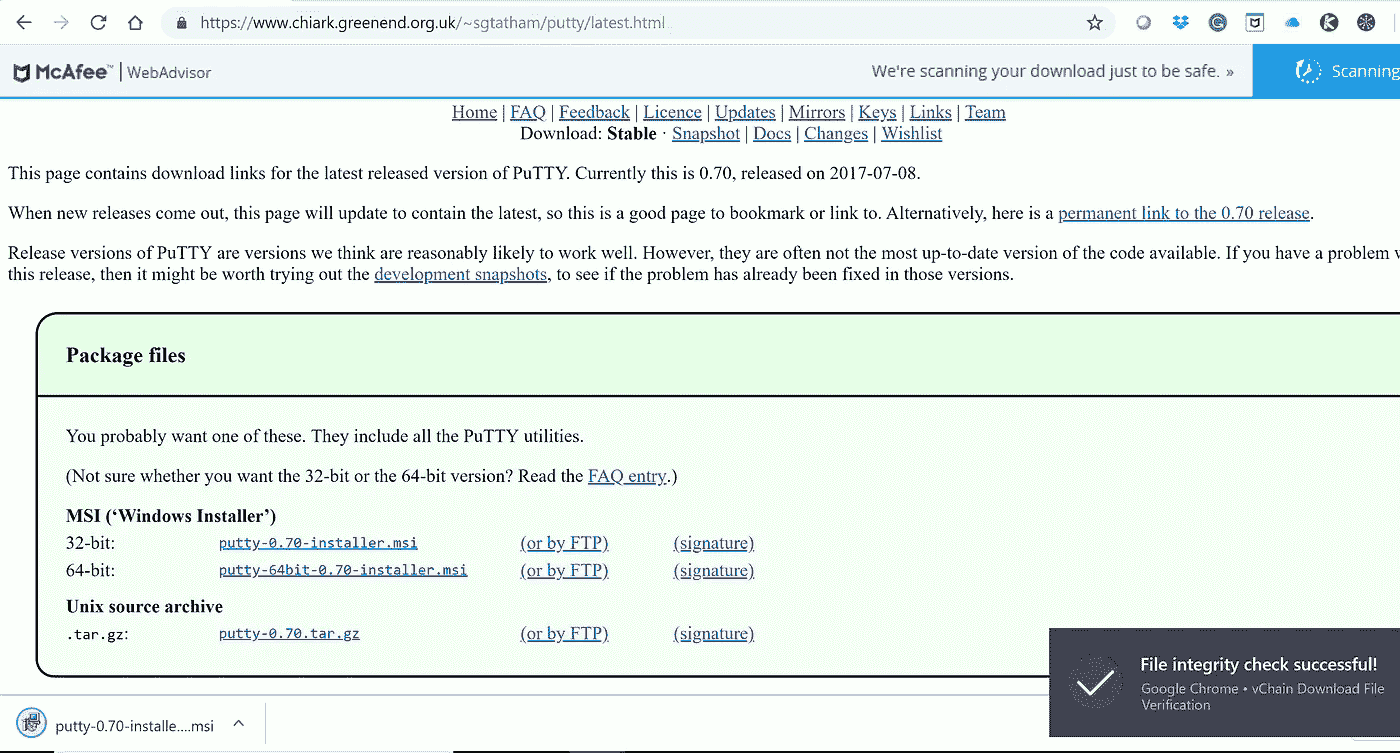 https://www.chiark.greenend.org.uk/~sgtatham/putty/latest.html
McAfee™ | WebAdvisor
We're scanning your download just to be safe. »
Scanning
Home | FAQ | Feedback | Licence | Updates | Mirrors | Keys | Links | Team
Download: Stable · Snapshot | Docs | Changes | Wishlist
This page contains download links for the latest released version of PuTTY. Currently this is 0.70, released on 2017-07-08.
When new releases come out, this page will update to contain the latest, so this is a good page to bookmark or link to. Alternatively, here is a permanent link to the 0.70 release.
Release versions of PuTTY are versions we think are reasonably likely to work well. However, they are often not the most up-to-date version of the code available. If you have a problem
this release, then it might be worth trying out the development snapshots, to see if the problem has already been fixed in those versions.
Package files
You probably want one of these. They include all the PuTTY utilities.
(Not sure whether you want the 32-bit or the 64-bit version? Read the FAQ entry.)
MSI (‘Windows Installer’)
32-bit: putty-0.70-installer.msi (or by FTP) (signature)
64-bit: putty-64bit-0.70-installer.msi (or by FTP) (signature)
Unix source archive
.tar.gz: putty-0.70.tar.gz (or by FTP) (signature)
File integrity check successful!
Google Chrome • vChain Download File
Verification
putty-0.70-installe....msi